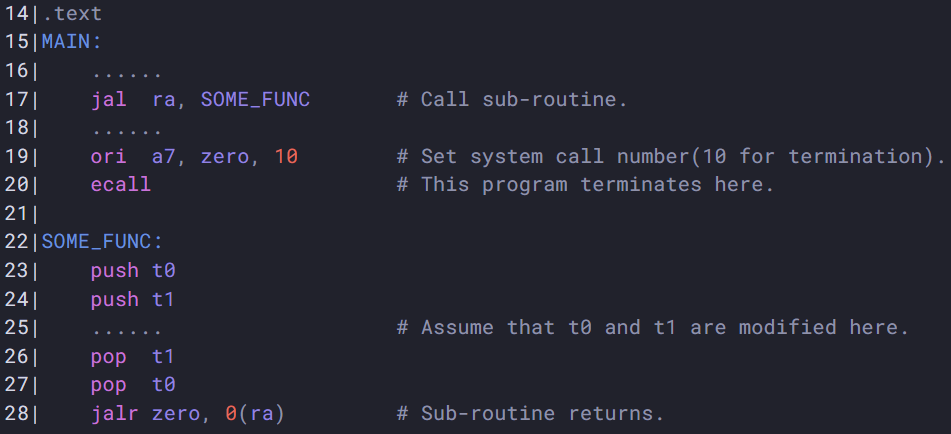 14|.text
15|MAIN:
16|    ......
17|    jal  ra, SOME_FUNC       # Call sub-routine.
18|    ......
19|    ori  a7, zero, 10        # Set system call number(10 for termination).
20|    ecall                    # This program terminates here.
21|
22|SOME_FUNC:
23|    push t0
24|    push t1
25|    ......                   # Assume that t0 and t1 are modified here.
26|    pop  t1
27|    pop  t0
28|    jalr zero, 0(ra)         # Sub-routine returns.